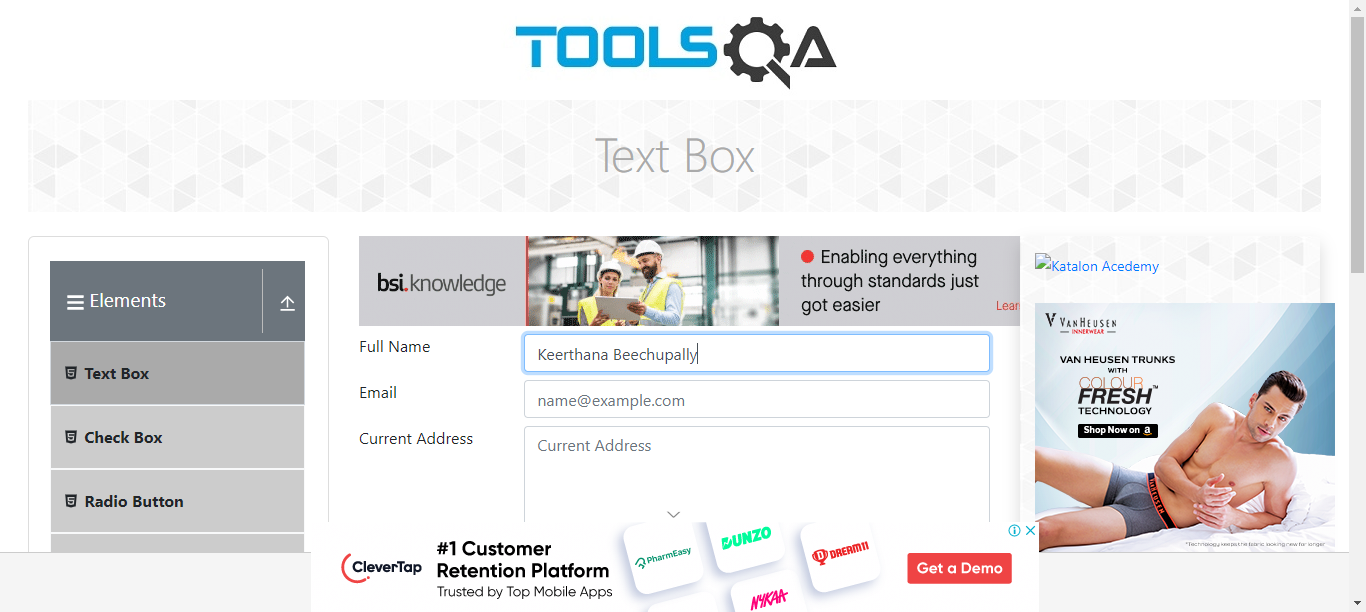 TOOLSQA
Text Box
Elements
Text Box
Check Box
Radio Button
bsi.knowledge
Enabling everything
through standards just
got easier
Lear
Full Name
Keerthana Beechupally
Email
name@example.com
Current Address
Current Address
Katalon Acedemy
VANHEUSEN
INNERWEAR
VAN HEUSEN TRUNKS
WITH
COLOUR
FRESH™
TECHNOLOGY
Shop Now on a
*Technology keeps the fabric looking new for longer
CleverTap
#1 Customer
Retention Platform
Trusted by Top Mobile Apps
PharmEasy
DUNZO
DREAM11
NYKAA
Get a Demo